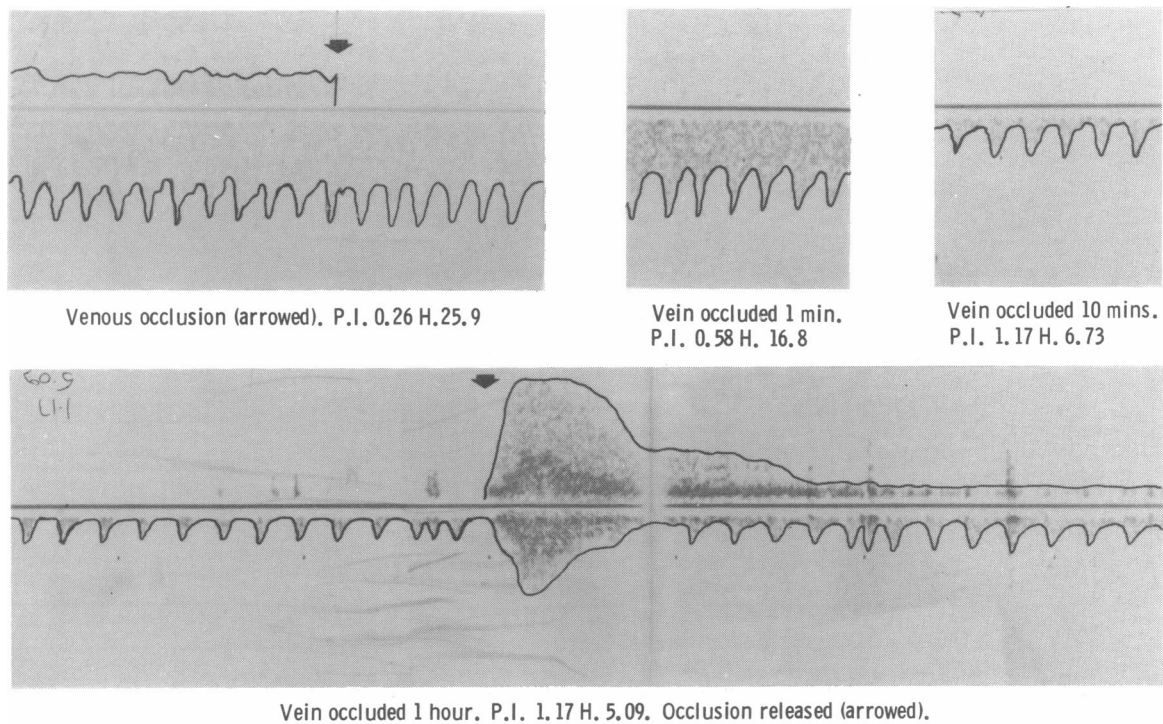 Venous occlusion (arrowed). P.I. 0.26 H.25.9
Vein occluded 1 min.
P.I. 0.58 H. 16.8
Vein occluded 10 mins.
P.I. 1.17 H. 6.73
Vein occluded 1 hour. P.I. 1.17 H. 5.09. Occlusion released (arrowed).